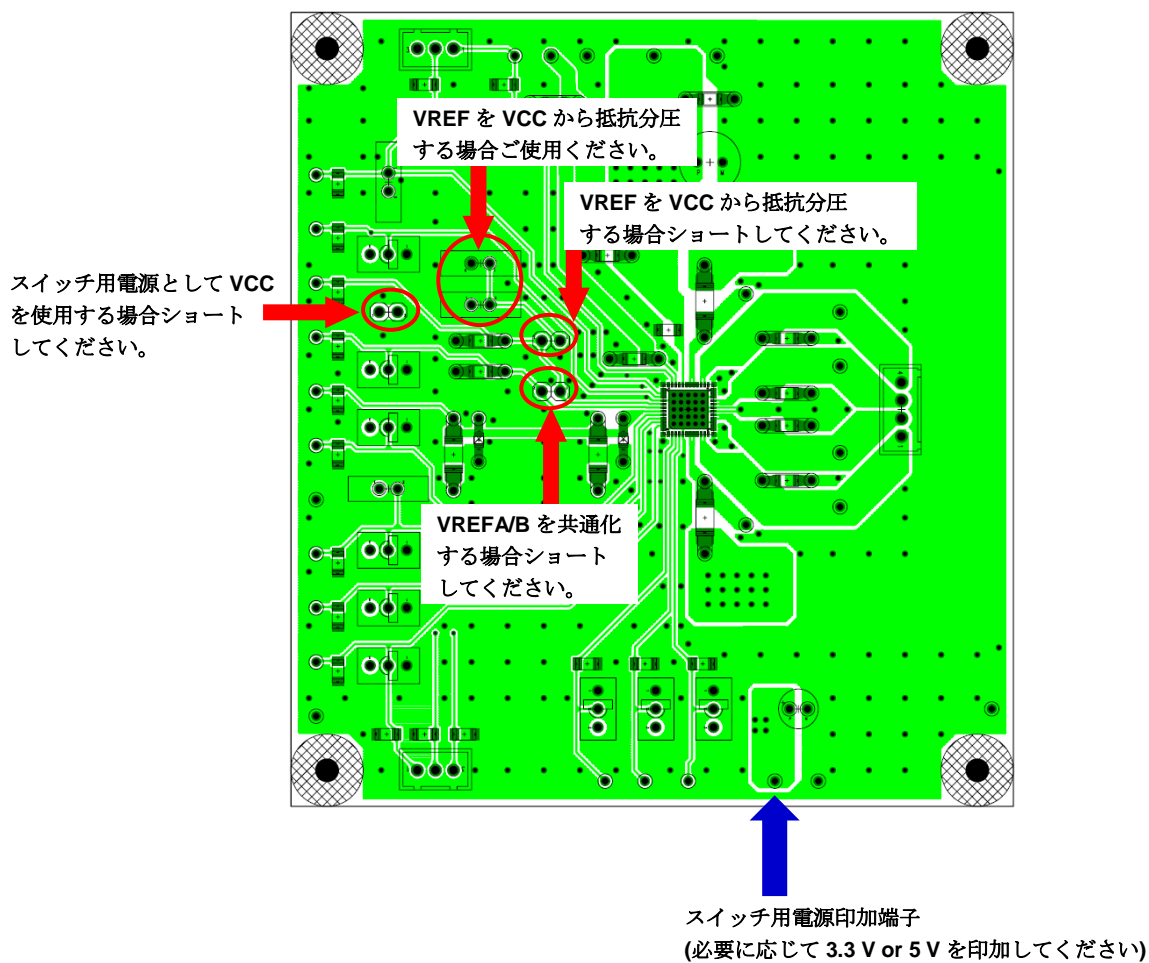 VREF を VCC から抵抗分圧
する場合ご使用ください。
VREF を VCC から抵抗分圧
する場合ショートしてください。
スイッチ用電源として VCC
を使用する場合ショート
してください。
VREFA/B を共通化
する場合ショート
してください。
スイッチ用電源印加端子
(必要に応じて 3.3 V or 5 V を印加してください)